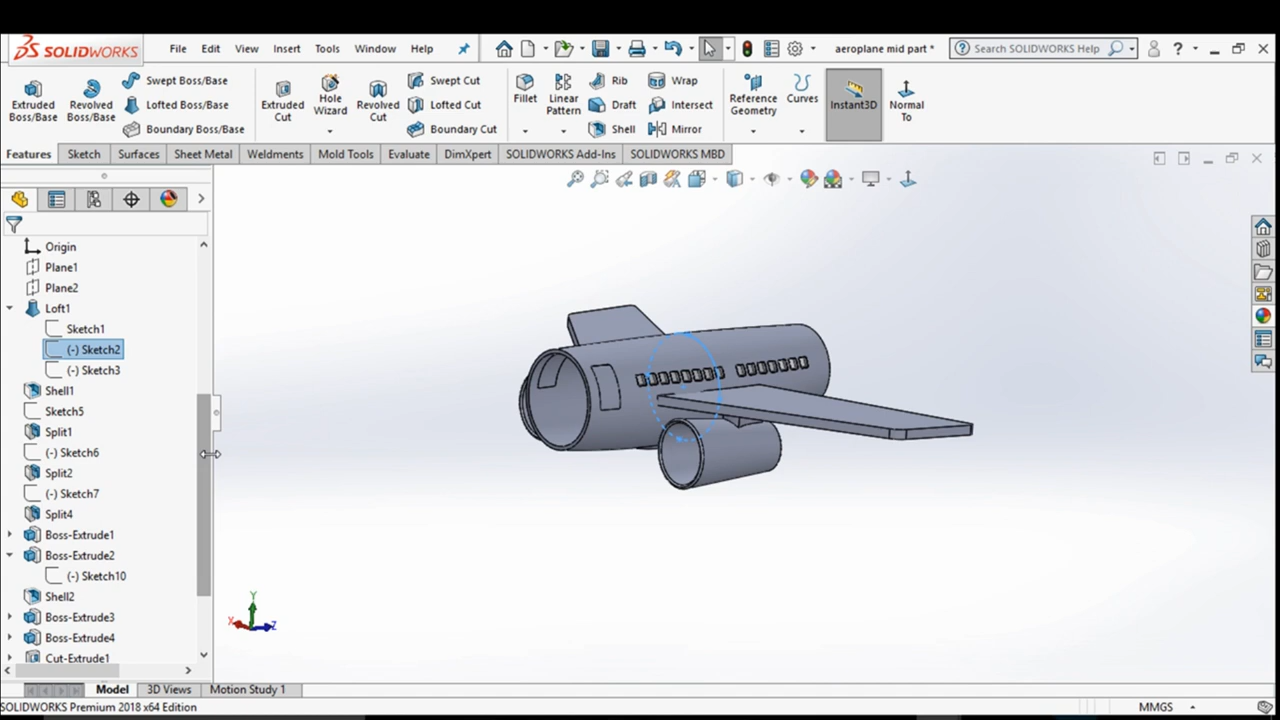 SOLIDWORKS
File Edit View Insert Tools Window Help
aeroplane mid part *
Search SOLIDWORKS Help
Extruded Boss/Base
Revolved Boss/Base
Swept Boss/Base
Lofted Boss/Base
Boundary Boss/Base
Extruded Cut
Hole Wizard
Revolved Cut
Swept Cut
Lofted Cut
Boundary Cut
Fillet
Linear Pattern
Rib
Draft
Shell
Wrap
Intersect
Mirror
Reference Geometry
Curves
Instant3D
Normal To
Features Sketch Surfaces Sheet Metal Weldments Mold Tools Evaluate DimXpert SOLIDWORKS Add-Ins SOLIDWORKS MBD
Origin
Plane1
Plane2
Loft1
Sketch1
(-) Sketch2
(-) Sketch3
Shell1
Sketch5
Split1
(-) Sketch6
Split2
(-) Sketch7
Split4
Boss-Extrude1
Boss-Extrude2
(-) Sketch10
Shell2
Boss-Extrude3
Boss-Extrude4
Cut-Extrude1
Y
X
Z
Model 3D Views Motion Study 1
SOLIDWORKS Premium 2018 x64 Edition
MMGS